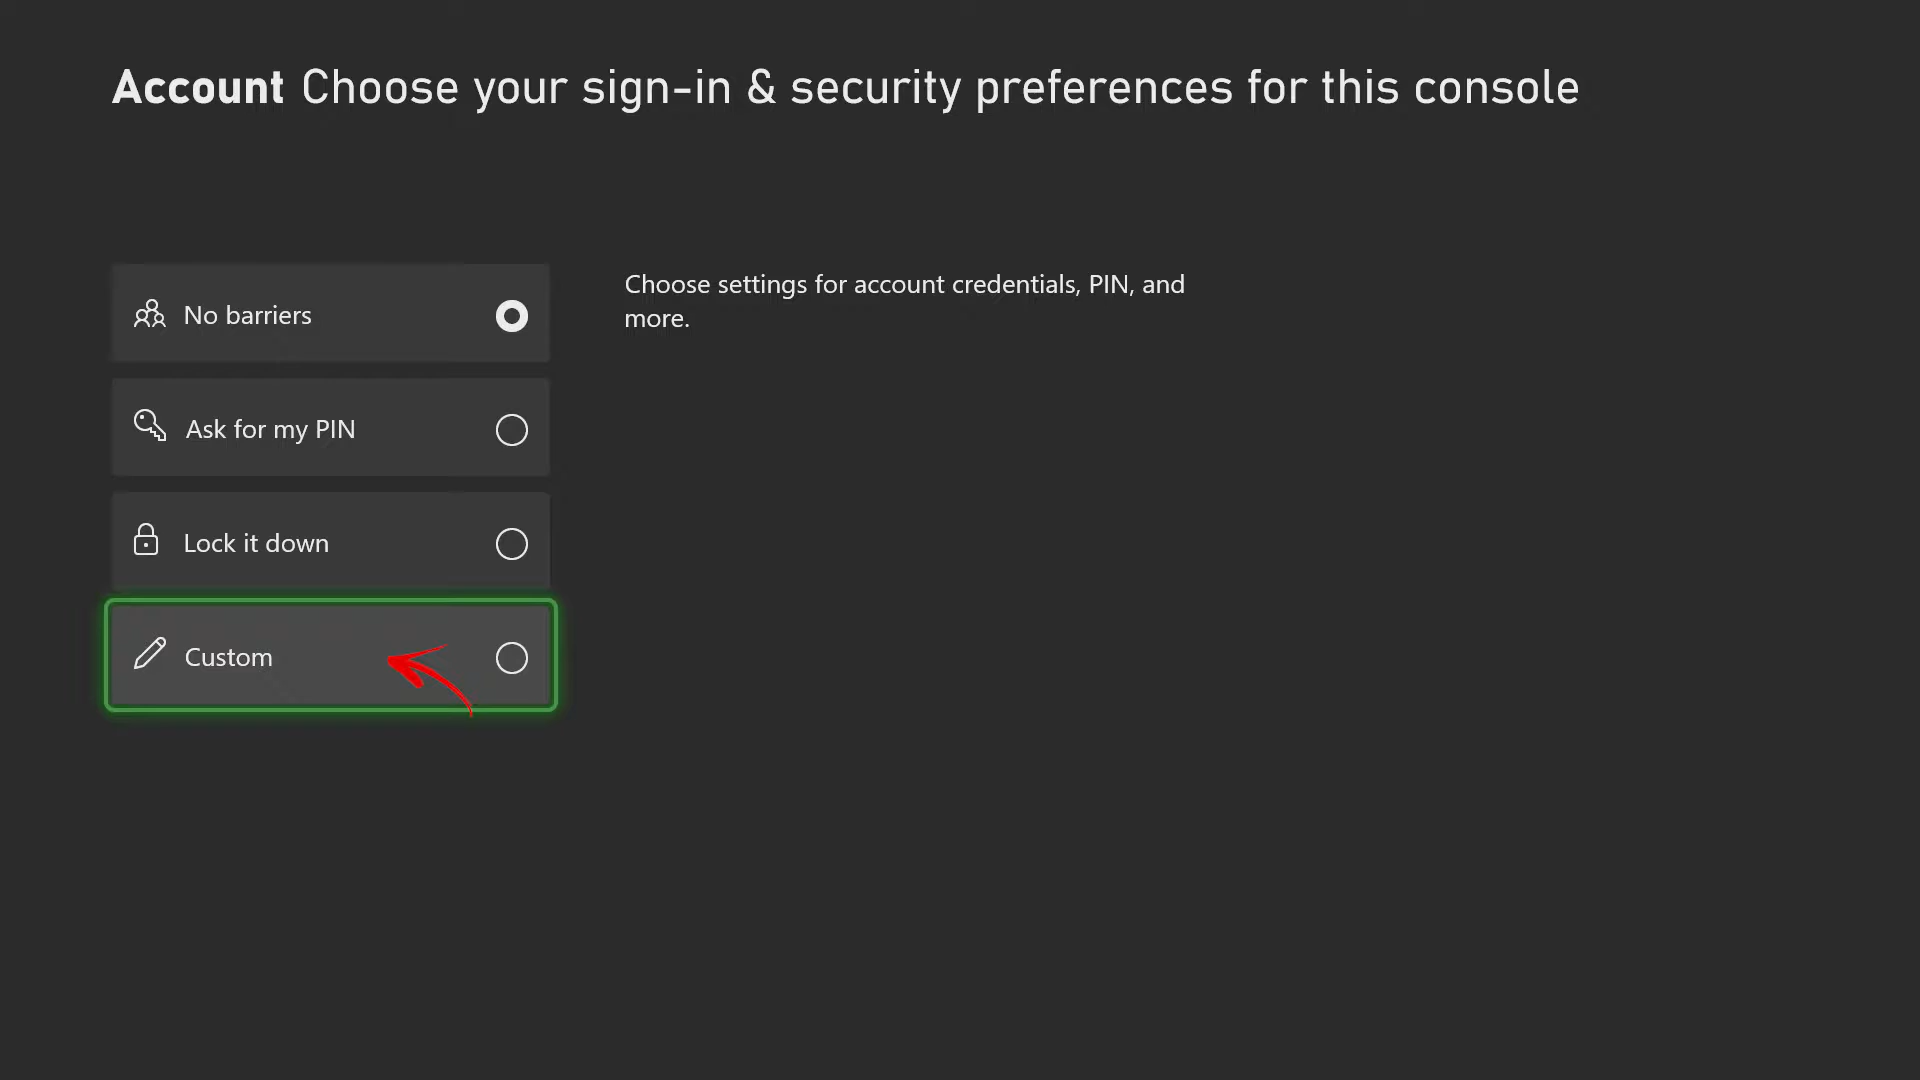 Account Choose your sign-in & security preferences for this console
No barriers
Choose settings for account credentials, PIN, and
more.
Ask for my PIN
Lock it down
Custom